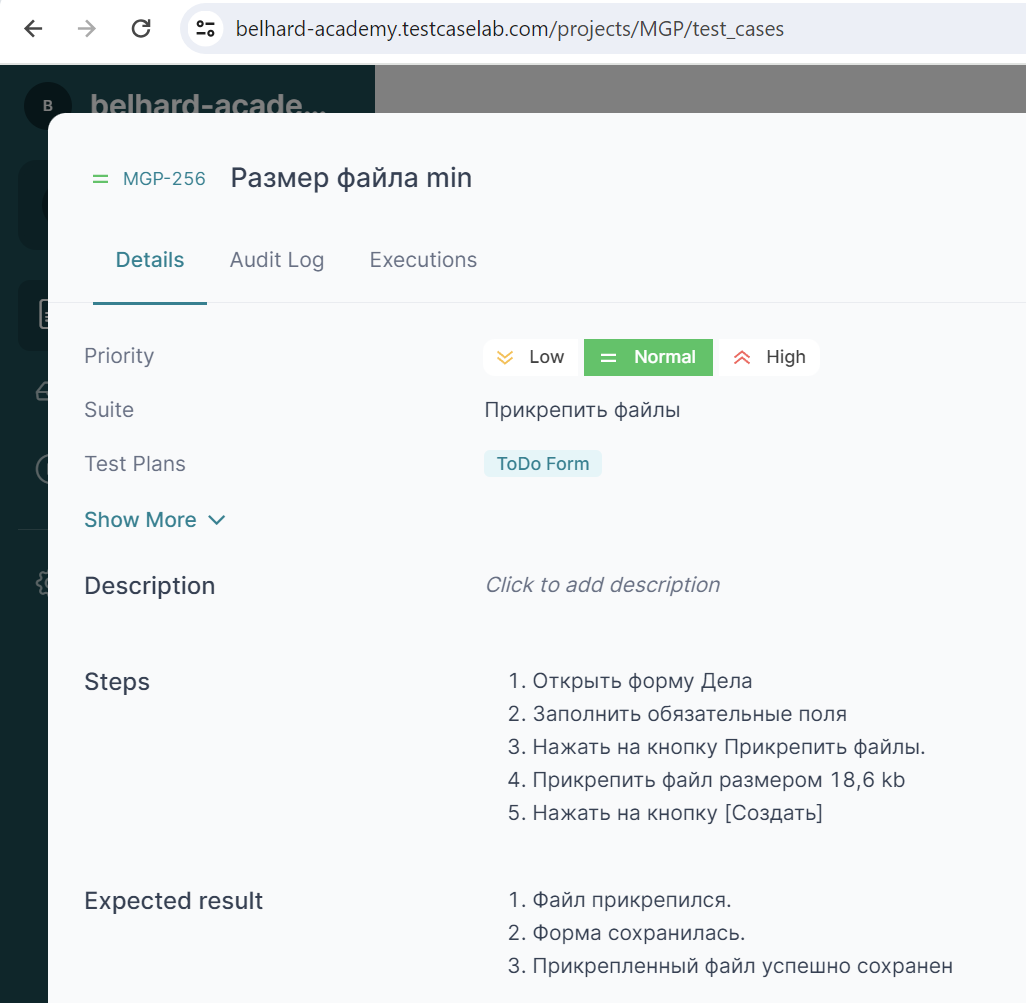 belhard-academy.testcaselab.com/projects/MGP/test_cases
B belhard-acade...
MGP-256 Размер файла min
Details Audit Log Executions
Priority Low Normal High
Suite Прикрепить файлы
Test Plans ToDo Form
Show More
Description Click to add description
Steps 1. Открыть форму Дела
2. Заполнить обязательные поля
3. Нажать на кнопку Прикрепить файлы.
4. Прикрепить файл размером 18,6 kb
5. Нажать на кнопку [Создать]
Expected result 1. Файл прикрепился.
2. Форма сохранилась.
3. Прикрепленный файл успешно сохранен